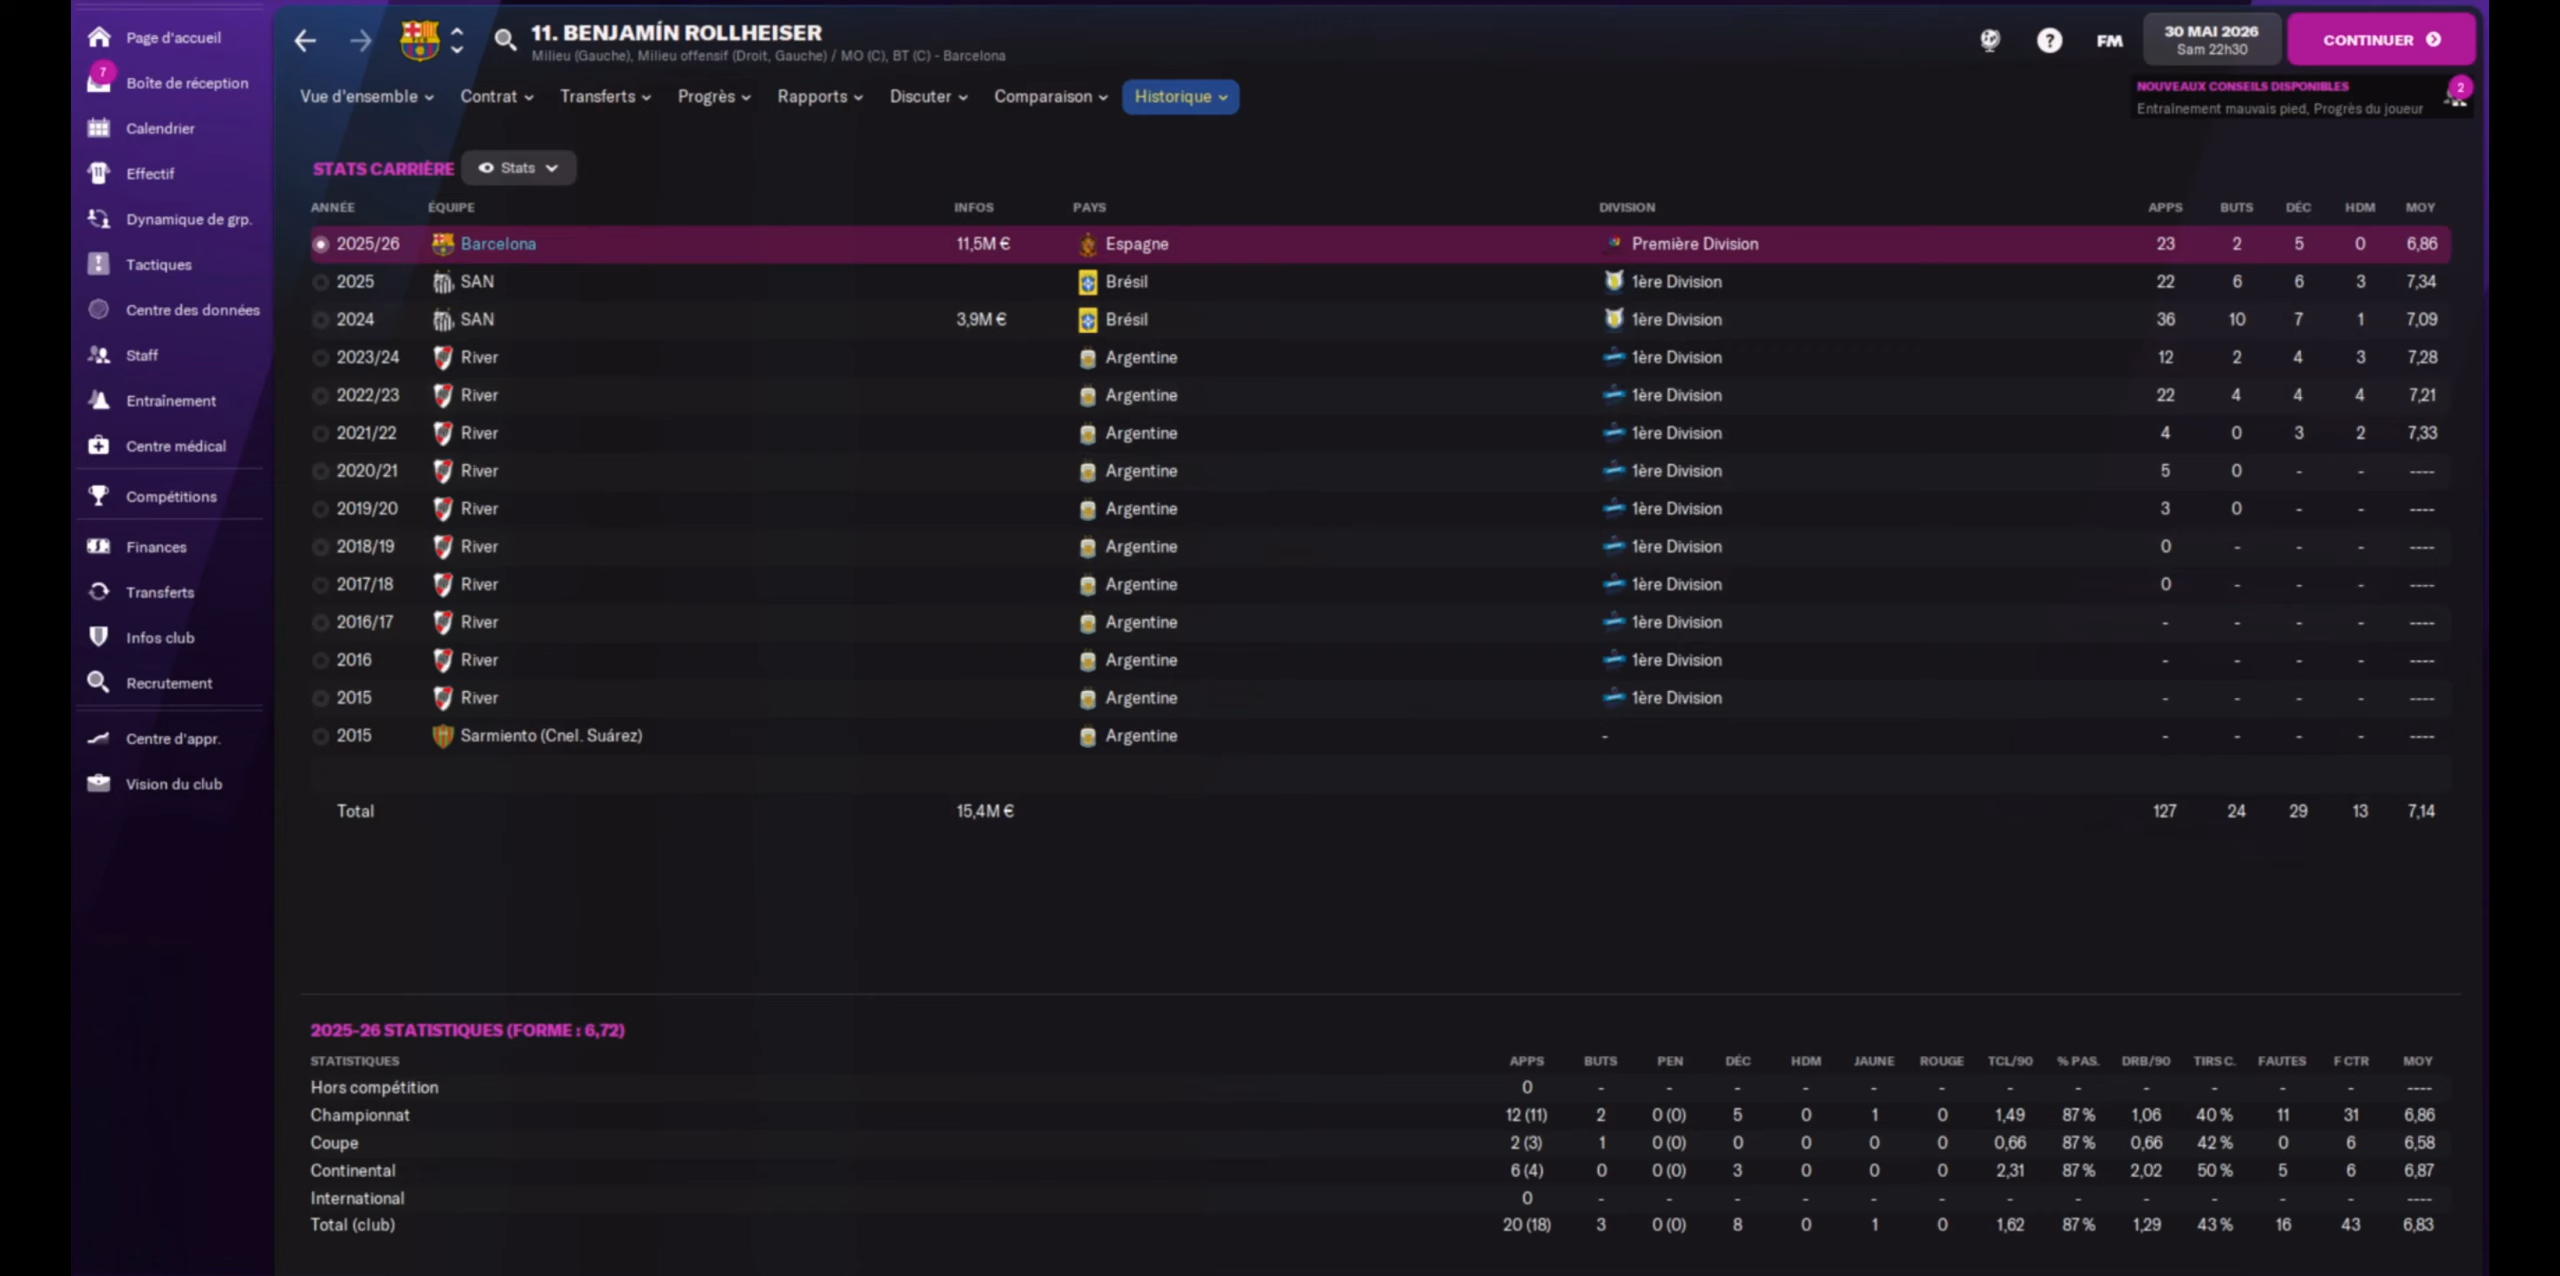 Page d'accueil
7
Boîte de réception
Calendrier
Effectif
Dynamique de grp.
Tactiques
Centre des données
Staff
Entraînement
Centre médical
Compétitions
Finances
Transferts
Infos club
Recrutement
Centre d'appr.
Vision du club
11. BENJAMÍN ROLLHEISER
Milieu (Gauche), Milieu offensif (Droit, Gauche) / MO (C), BT (C) - Barcelona
? FM
30 MAI 2026
Sam 22h30
CONTINUER
Vue d'ensemble Contrat Transferts Progrès Rapports Discuter Comparaison Historique
NOUVEAUX CONSEILS DISPONIBLES
2
Entraînement mauvais pied, Progrès du joueur
STATS CARRIÈRE Stats
ANNÉE ÉQUIPE INFOS PAYS DIVISION APPS BUTS DÉC HDM MOY
2025/26 Barcelona 11,5M € Espagne Première Division 23 2 5 0 6,86
2025 SAN Brésil 1ère Division 22 6 6 3 7,34
2024 SAN 3,9M € Brésil 1ère Division 36 10 7 1 7,09
2023/24 River Argentine 1ère Division 12 2 4 3 7,28
2022/23 River Argentine 1ère Division 22 4 4 4 7,21
2021/22 River Argentine 1ère Division 4 0 3 2 7,33
2020/21 River Argentine 1ère Division 5 0 - - ----
2019/20 River Argentine 1ère Division 3 0 - - ----
2018/19 River Argentine 1ère Division 0 - - - ----
2017/18 River Argentine 1ère Division 0 - - - ----
2016/17 River Argentine 1ère Division - - - - ----
2016 River Argentine 1ère Division - - - - ----
2015 River Argentine 1ère Division - - - - ----
2015 Sarmiento (Cnel. Suárez) Argentine - - - - - ----
Total 15,4M € 127 24 29 13 7,14
2025-26 STATISTIQUES (FORME : 6,72)
STATISTIQUES APPS BUTS PEN DÉC HDM JAUNE ROUGE TCL/90 % PAS. DRB/90 TIRS C. FAUTES F CTR MOY
Hors compétition 0 - - - - - - - - - - - - ----
Championnat 12 (11) 2 0 (0) 5 0 1 0 1,49 87 % 1,06 40 % 11 31 6,86
Coupe 2 (3) 1 0 (0) 0 0 0 0 0,66 87 % 0,66 42 % 0 6 6,58
Continental 6 (4) 0 0 (0) 3 0 0 0 2,31 87 % 2,02 50 % 5 6 6,87
International 0 - - - - - - - - - - - - ----
Total (club) 20 (18) 3 0 (0) 8 0 1 0 1,62 87 % 1,29 43 % 16 43 6,83